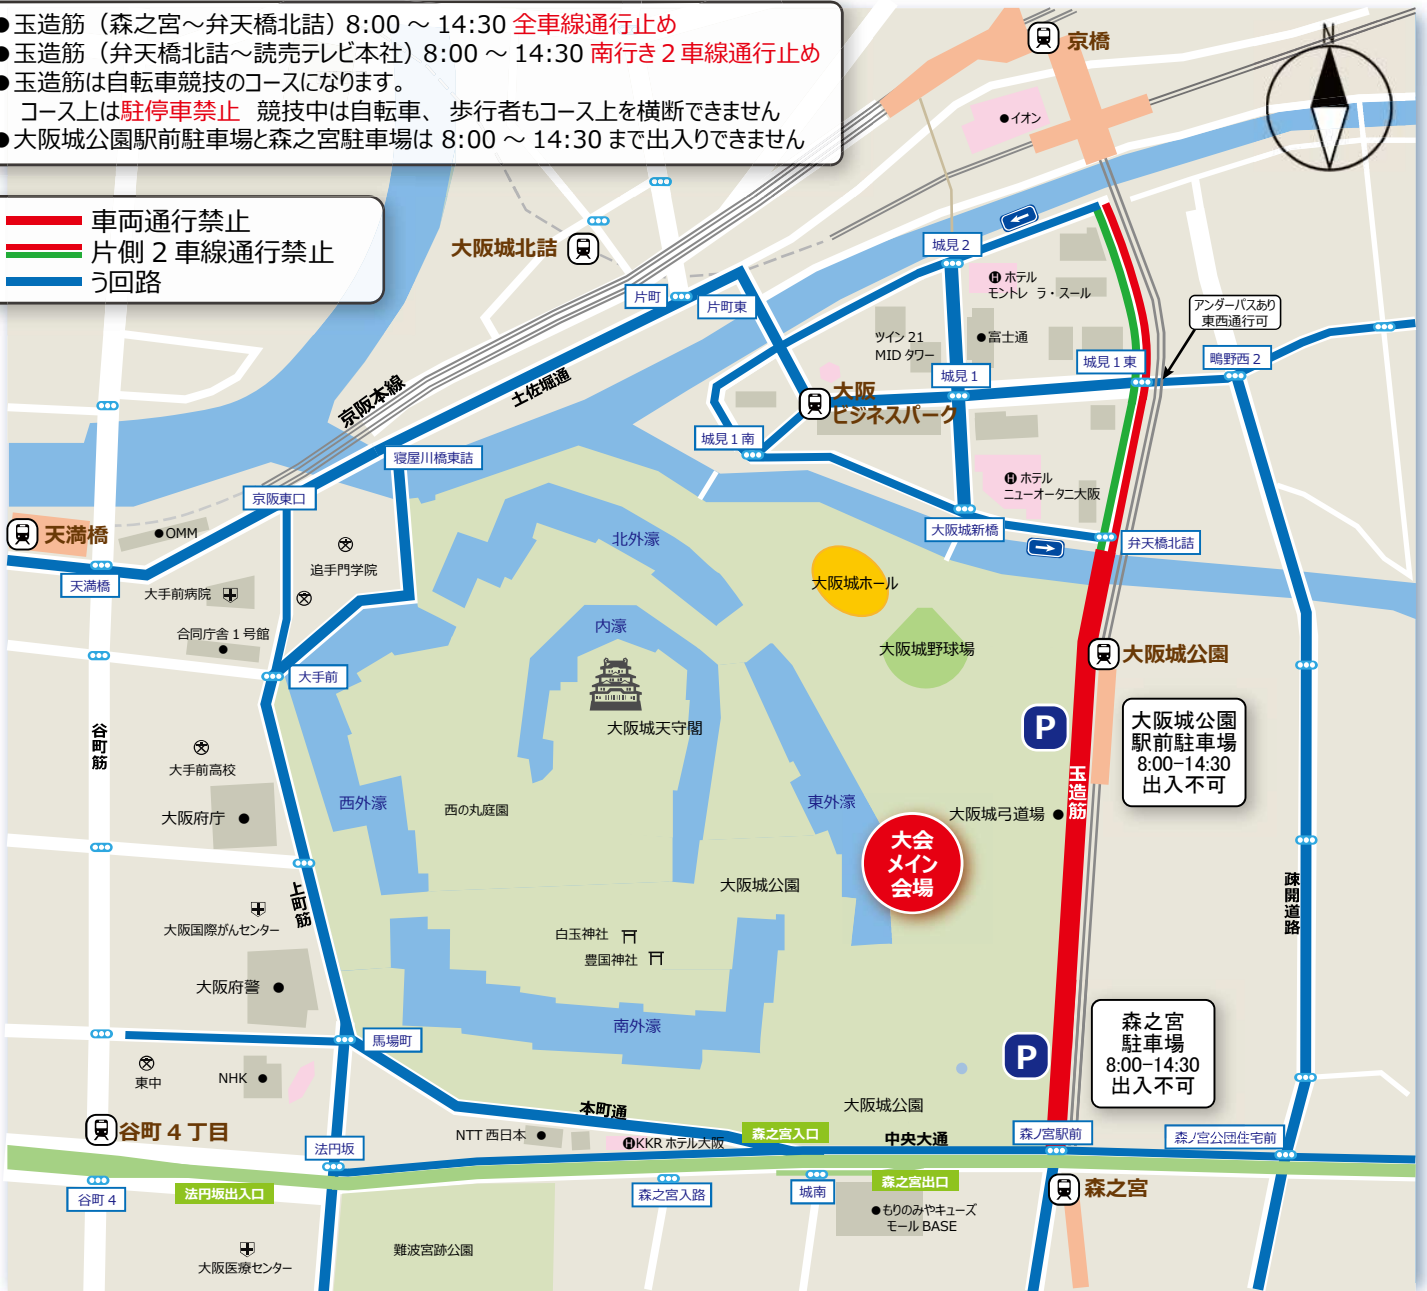 ●玉造筋（森之宮～弁天橋北詰）8:00 ～ 14:30 全車線通行止め
●玉造筋（弁天橋北詰～読売テレビ本社）8:00 ～ 14:30 南行き２車線通行止め
●玉造筋は自転車競技のコースになります。
コース上は駐停車禁止 競技中は自転車、歩行者もコース上を横断できません
●大阪城公園駅前駐車場と森之宮駐車場は 8:00 ～ 14:30 まで出入りできません
車両通行禁止
片側２車線通行禁止
う回路
N
京橋
●イオン
大阪城北詰
城見２
Hホテル
モントレ ラ・スール
片町
片町東
アンダーパスあり
東西通行可
ツイン 21
MID タワー
●富士通
城見１東
鴫野西２
城見１
京阪本線
土佐堀通
大阪
ビジネスパーク
城見１南
寝屋川橋東詰
Hホテル
ニューオータニ大阪
京阪東口
天満橋
●OMM
北外濠
大阪城新橋
弁天橋北詰
追手門学院
天満橋
大手前病院
大阪城ホール
合同庁舎１号館
内濠
大阪城野球場
大阪城公園
大手前
大阪城天守閣
P
大阪城公園
駅前駐車場
8:00-14:30
出入不可
谷町筋
大手前高校
玉造筋
西外濠
西の丸庭園
東外濠
大阪城弓道場
大阪府庁
大会
メイン
会場
大阪城公園
上町筋
疎開道路
大阪国際がんセンター
白玉神社
豊国神社
大阪府警
南外濠
森之宮
駐車場
8:00-14:30
出入不可
馬場町
P
東中
NHK
本町通
大阪城公園
谷町４丁目
NTT 西日本
HKKR ホテル大阪
森之宮入口
中央大通
森ノ宮駅前
森ノ宮公団住宅前
法円坂
谷町４
法円坂出入口
森之宮入路
城南
森之宮出口
森之宮
●もりのみやキューズ
モール BASE
難波宮跡公園
大阪医療センター